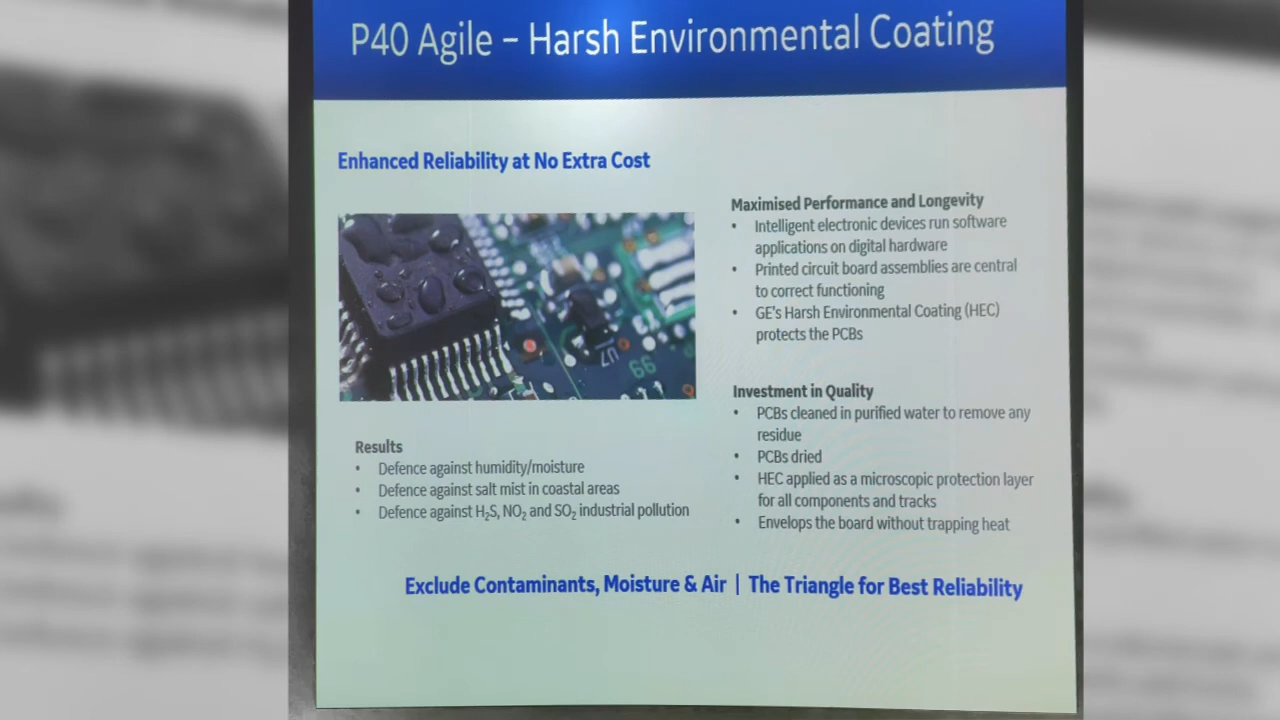 P40 Agile – Harsh Environmental Coating
Enhanced Reliability at No Extra Cost
U7
66
Results
• Defence against humidity/moisture
• Defence against salt mist in coastal areas
• Defence against H₂S, NO₂ and SO₂ industrial pollution
Maximised Performance and Longevity
• Intelligent electronic devices run software
applications on digital hardware
• Printed circuit board assemblies are central
to correct functioning
• GE's Harsh Environmental Coating (HEC)
protects the PCBs
Investment in Quality
• PCBs cleaned in purified water to remove any
residue
• PCBs dried
• HEC applied as a microscopic protection layer
for all components and tracks
• Envelops the board without trapping heat
Exclude Contaminants, Moisture & Air | The Triangle for Best Reliability